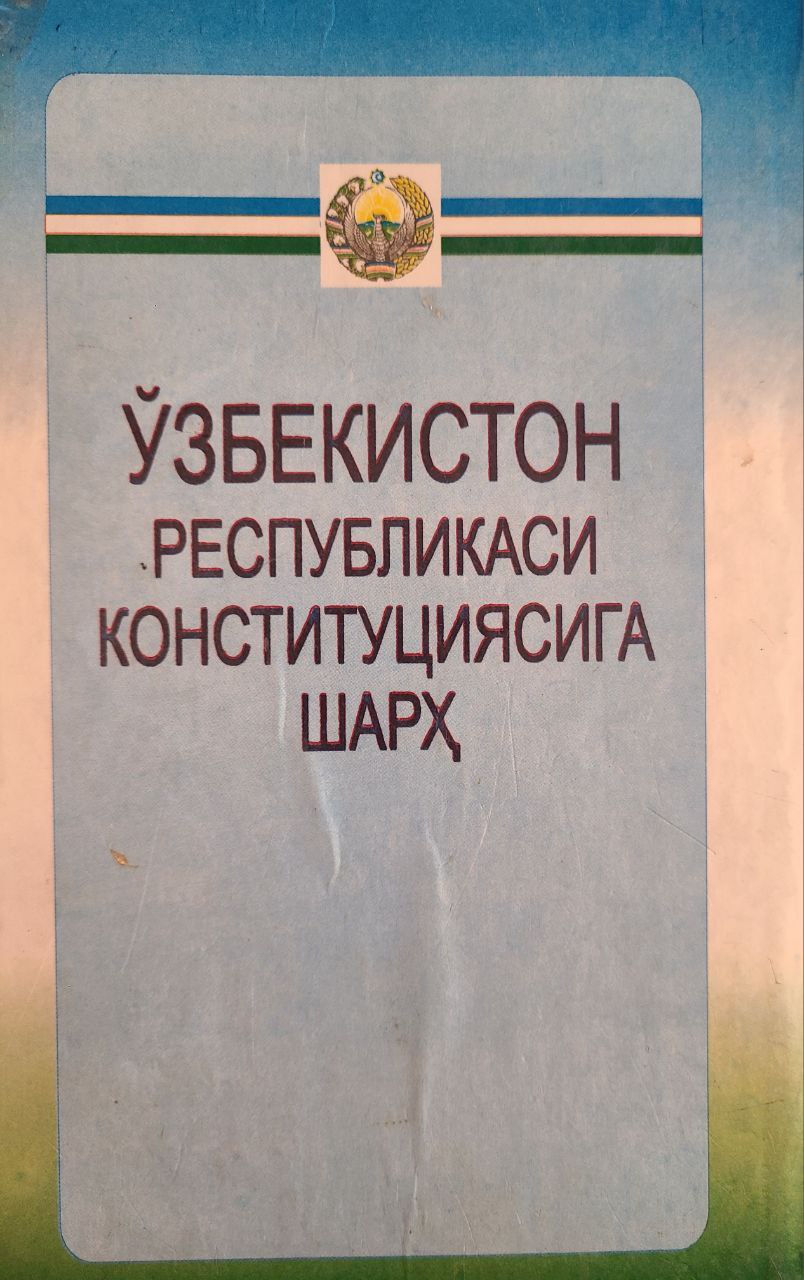 ЎЗБЕКИСТОН
РЕСПУБЛИКАСИ
КОНСТИТУЦИЯСИГА
ШАРҲ